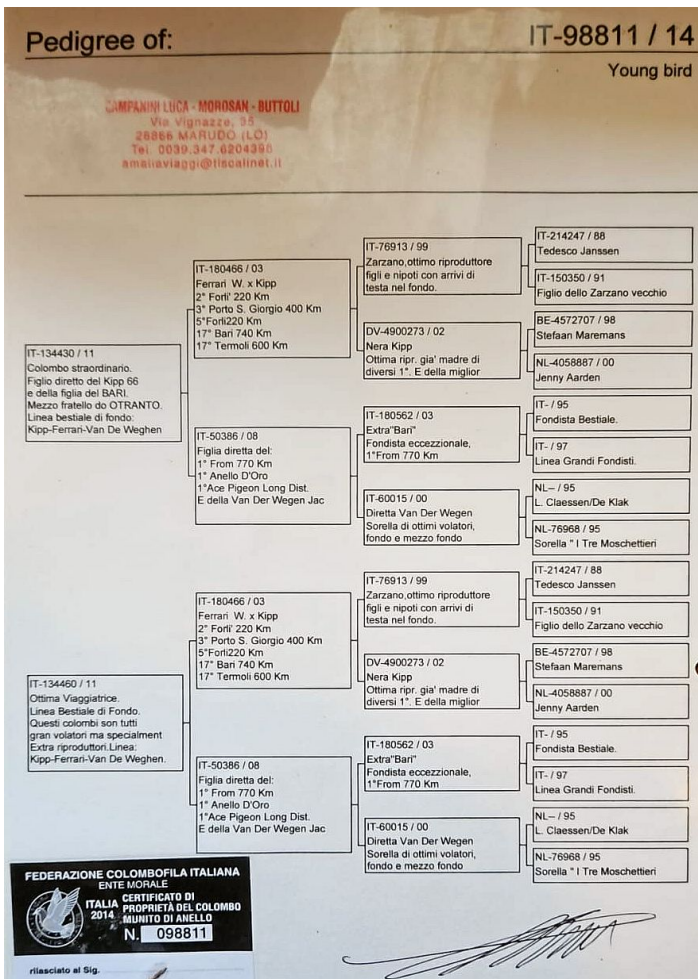 Pedigree of:
IT-98811 / 14
Young bird
CAMPANINI LUCA - MOROSAN - BUTTOLI
Via Vignazze, 35
26866 MARUDO (LO)
Tel. 0039.347.6204396
amaliaviaggi@tiscalinet.it
IT-134430 / 11
Colombo straordinario.
Figlio diretto del Kipp 66
e della figlia del BARI.
Mezzo fratello do OTRANTO.
Linea bestiale di fondo:
Kipp-Ferrari-Van De Weghen
IT-180466 / 03
Ferrari W. x Kipp
2° Forli' 220 Km
3° Porto S. Giorgio 400 Km
5°Forli220 Km
17° Bari 740 Km
17° Termoli 600 Km
IT-50386 / 08
Figlia diretta del:
1° From 770 Km
1° Anello D'Oro
1°Ace Pigeon Long Dist.
E della Van Der Wegen Jac
IT-76913 / 99
Zarzano,ottimo riproduttore
figli e nipoti con arrivi di
testa nel fondo.
DV-4900273 / 02
Nera Kipp
Ottima ripr. gia' madre di
diversi 1°. E della miglior
IT-180562 / 03
Extra"Bari"
Fondista eccezzionale,
1°From 770 Km
IT-60015 / 00
Diretta Van Der Wegen
Sorella di ottimi volatori,
fondo e mezzo fondo
IT-214247 / 88
Tedesco Janssen
IT-150350 / 91
Figlio dello Zarzano vecchio
BE-4572707 / 98
Stefaan Maremans
NL-4058887 / 00
Jenny Aarden
IT- / 95
Fondista Bestiale.
IT- / 97
Linea Grandi Fondisti.
NL-- / 95
L. Claessen/De Klak
NL-76968 / 95
Sorella " I Tre Moschettieri
IT-134460 / 11
Ottima Viaggiatrice.
Linea Bestiale di Fondo.
Questi colombi son tutti
gran volatori ma specialment
Extra riproduttori.Linea:
Kipp-Ferrari-Van De Weghen.
IT-180466 / 03
Ferrari W. x Kipp
2° Forli' 220 Km
3° Porto S. Giorgio 400 Km
5°Forli220 Km
17° Bari 740 Km
17° Termoli 600 Km
IT-50386 / 08
Figlia diretta del:
1° From 770 Km
1° Anello D'Oro
1°Ace Pigeon Long Dist.
E della Van Der Wegen Jac
IT-76913 / 99
Zarzano,ottimo riproduttore
figli e nipoti con arrivi di
testa nel fondo.
DV-4900273 / 02
Nera Kipp
Ottima ripr. gia' madre di
diversi 1°. E della miglior
IT-180562 / 03
Extra"Bari"
Fondista eccezzionale,
1°From 770 Km
IT-60015 / 00
Diretta Van Der Wegen
Sorella di ottimi volatori,
fondo e mezzo fondo
IT-214247 / 88
Tedesco Janssen
IT-150350 / 91
Figlio dello Zarzano vecchio
BE-4572707 / 98
Stefaan Maremans
NL-4058887 / 00
Jenny Aarden
IT- / 95
Fondista Bestiale.
IT- / 97
Linea Grandi Fondisti.
NL-- / 95
L. Claessen/De Klak
NL-76968 / 95
Sorella " I Tre Moschettieri
FEDERAZIONE COLOMBOFILA ITALIANA
ENTE MORALE
ITALIA 2014
CERTIFICATO DI
PROPRIETÀ DEL COLOMBO
MUNITO DI ANELLO
N. 098811
rilasciato al Sig.